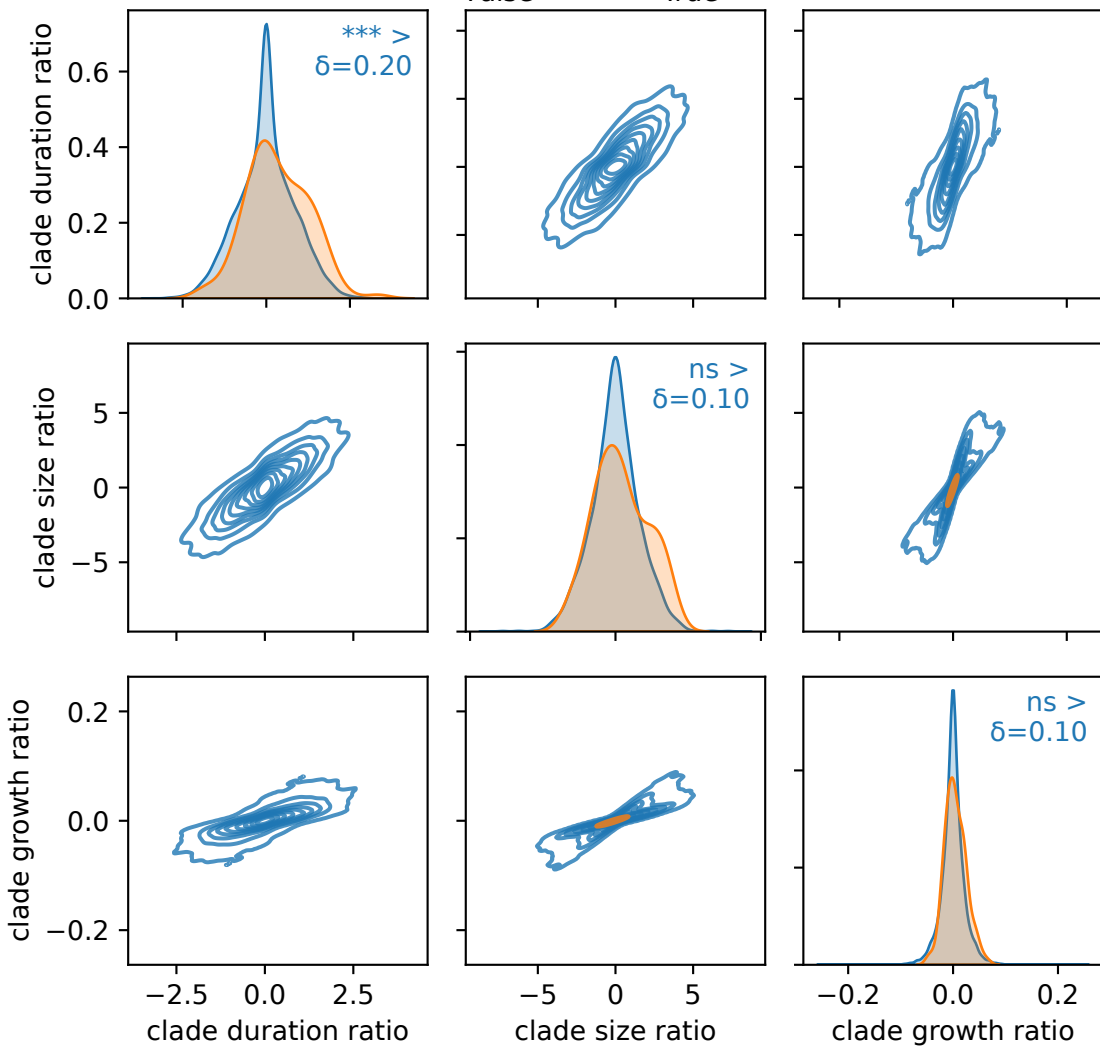 *** >
δ=0.20
clade duration ratio
0.6
0.4
0.2
0.0
ns >
δ=0.10
clade size ratio
5
0
−5
ns >
δ=0.10
clade growth ratio
0.2
0.0
−0.2
−2.5 0.0 2.5 −5 0 5 −0.2 0.0 0.2
clade duration ratio clade size ratio clade growth ratio